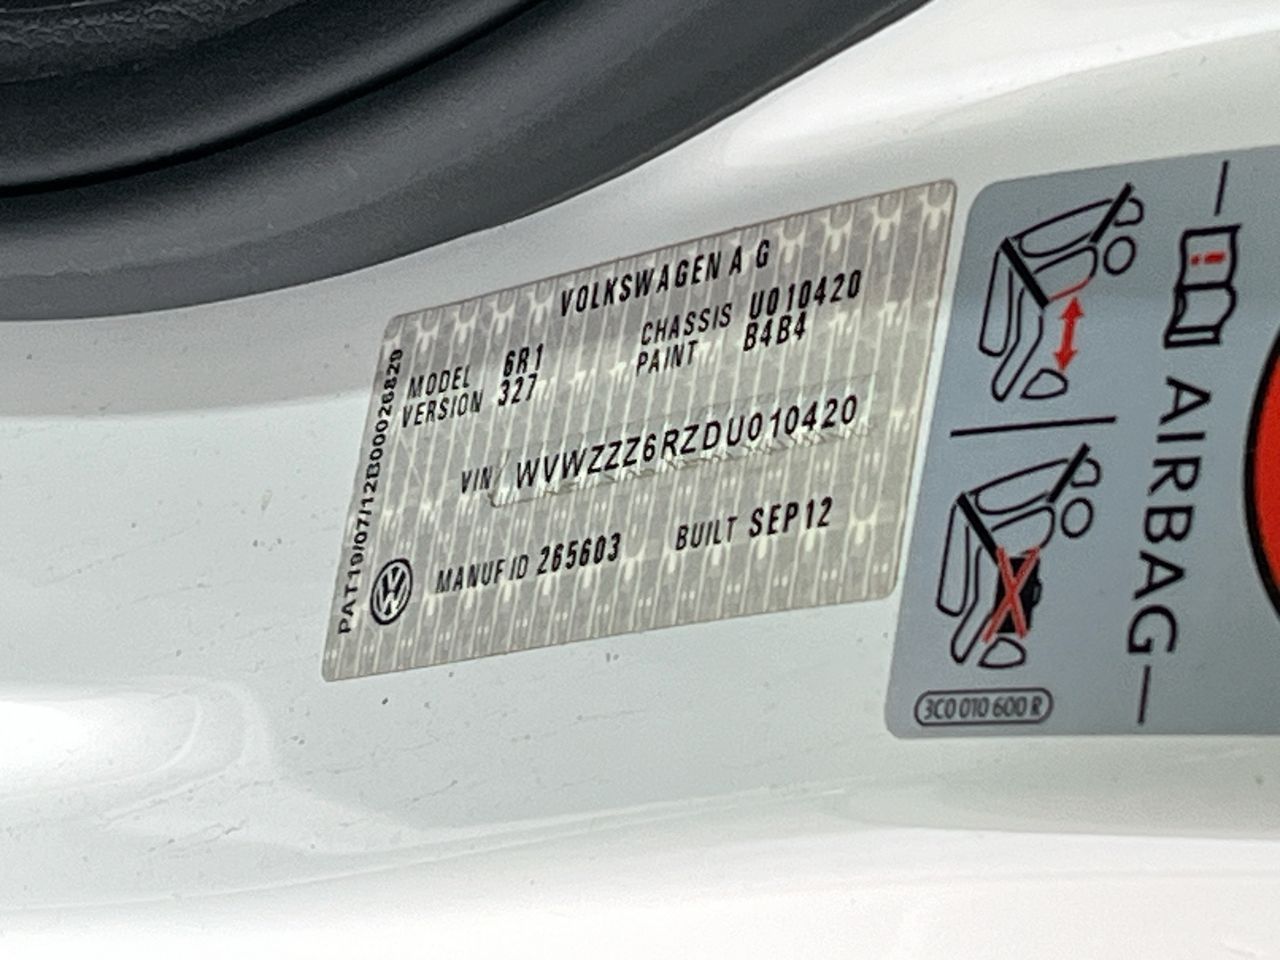 VOLKSWAGEN A G
MODEL 6R1 CHASSIS U010420
VERSION 327 PAINT B4B4
VIN WVWZZZ6RZDU010420
MANUF ID 265603 BUILT SEP12
PAT19/07/12B00026829
AIRBAG
3C0 010 600 R